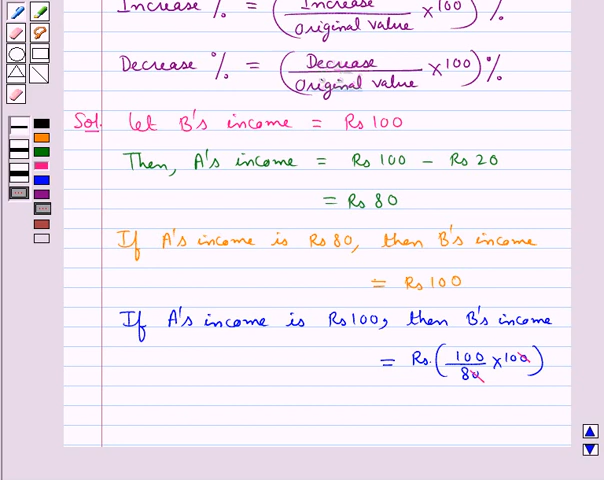 Increase % = (Increase / Original value × 100) %
Decrease % = (Decrease / Original value × 100) %
Sol. Let B's income = Rs 100
Then, A's income = Rs 100 - Rs 20
= Rs 80
If A's income is Rs 80, then B's income
= Rs 100
If A's income is Rs 100, then B's income
= Rs. (100 / 80 × 100)